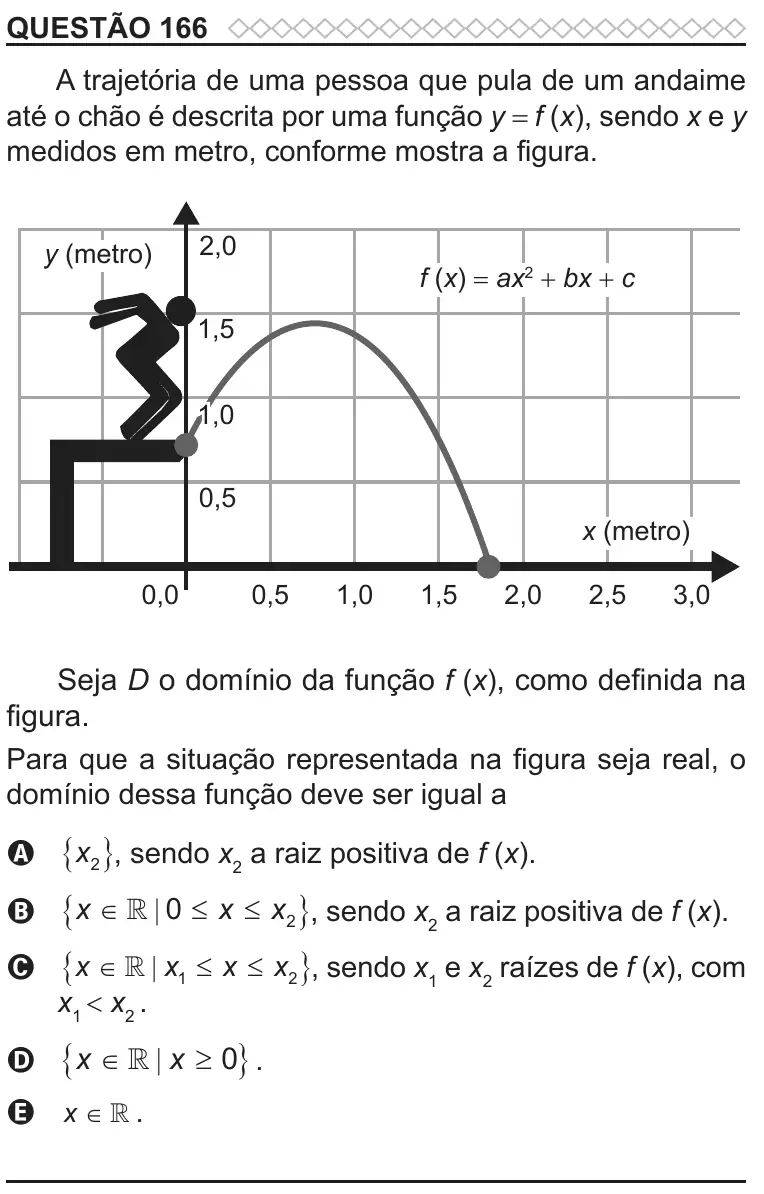 QUESTÃO 166
A trajetória de uma pessoa que pula de um andaime
até o chão é descrita por uma função y = f (x), sendo x e y
medidos em metro, conforme mostra a figura.
y (metro)
2,0
f (x) = ax² + bx + c
1,5
1,0
0,5
x (metro)
0,0 0,5 1,0 1,5 2,0 2,5 3,0
Seja D o domínio da função f (x), como definida na
figura.
Para que a situação representada na figura seja real, o
domínio dessa função deve ser igual a
A {x₂}, sendo x₂ a raiz positiva de f (x).
B {x ∈ ℝ | 0 ≤ x ≤ x₂}, sendo x₂ a raiz positiva de f (x).
C {x ∈ ℝ | x₁ ≤ x ≤ x₂}, sendo x₁ e x₂ raízes de f (x), com
x₁ < x₂ .
D {x ∈ ℝ | x ≥ 0} .
E x ∈ ℝ .